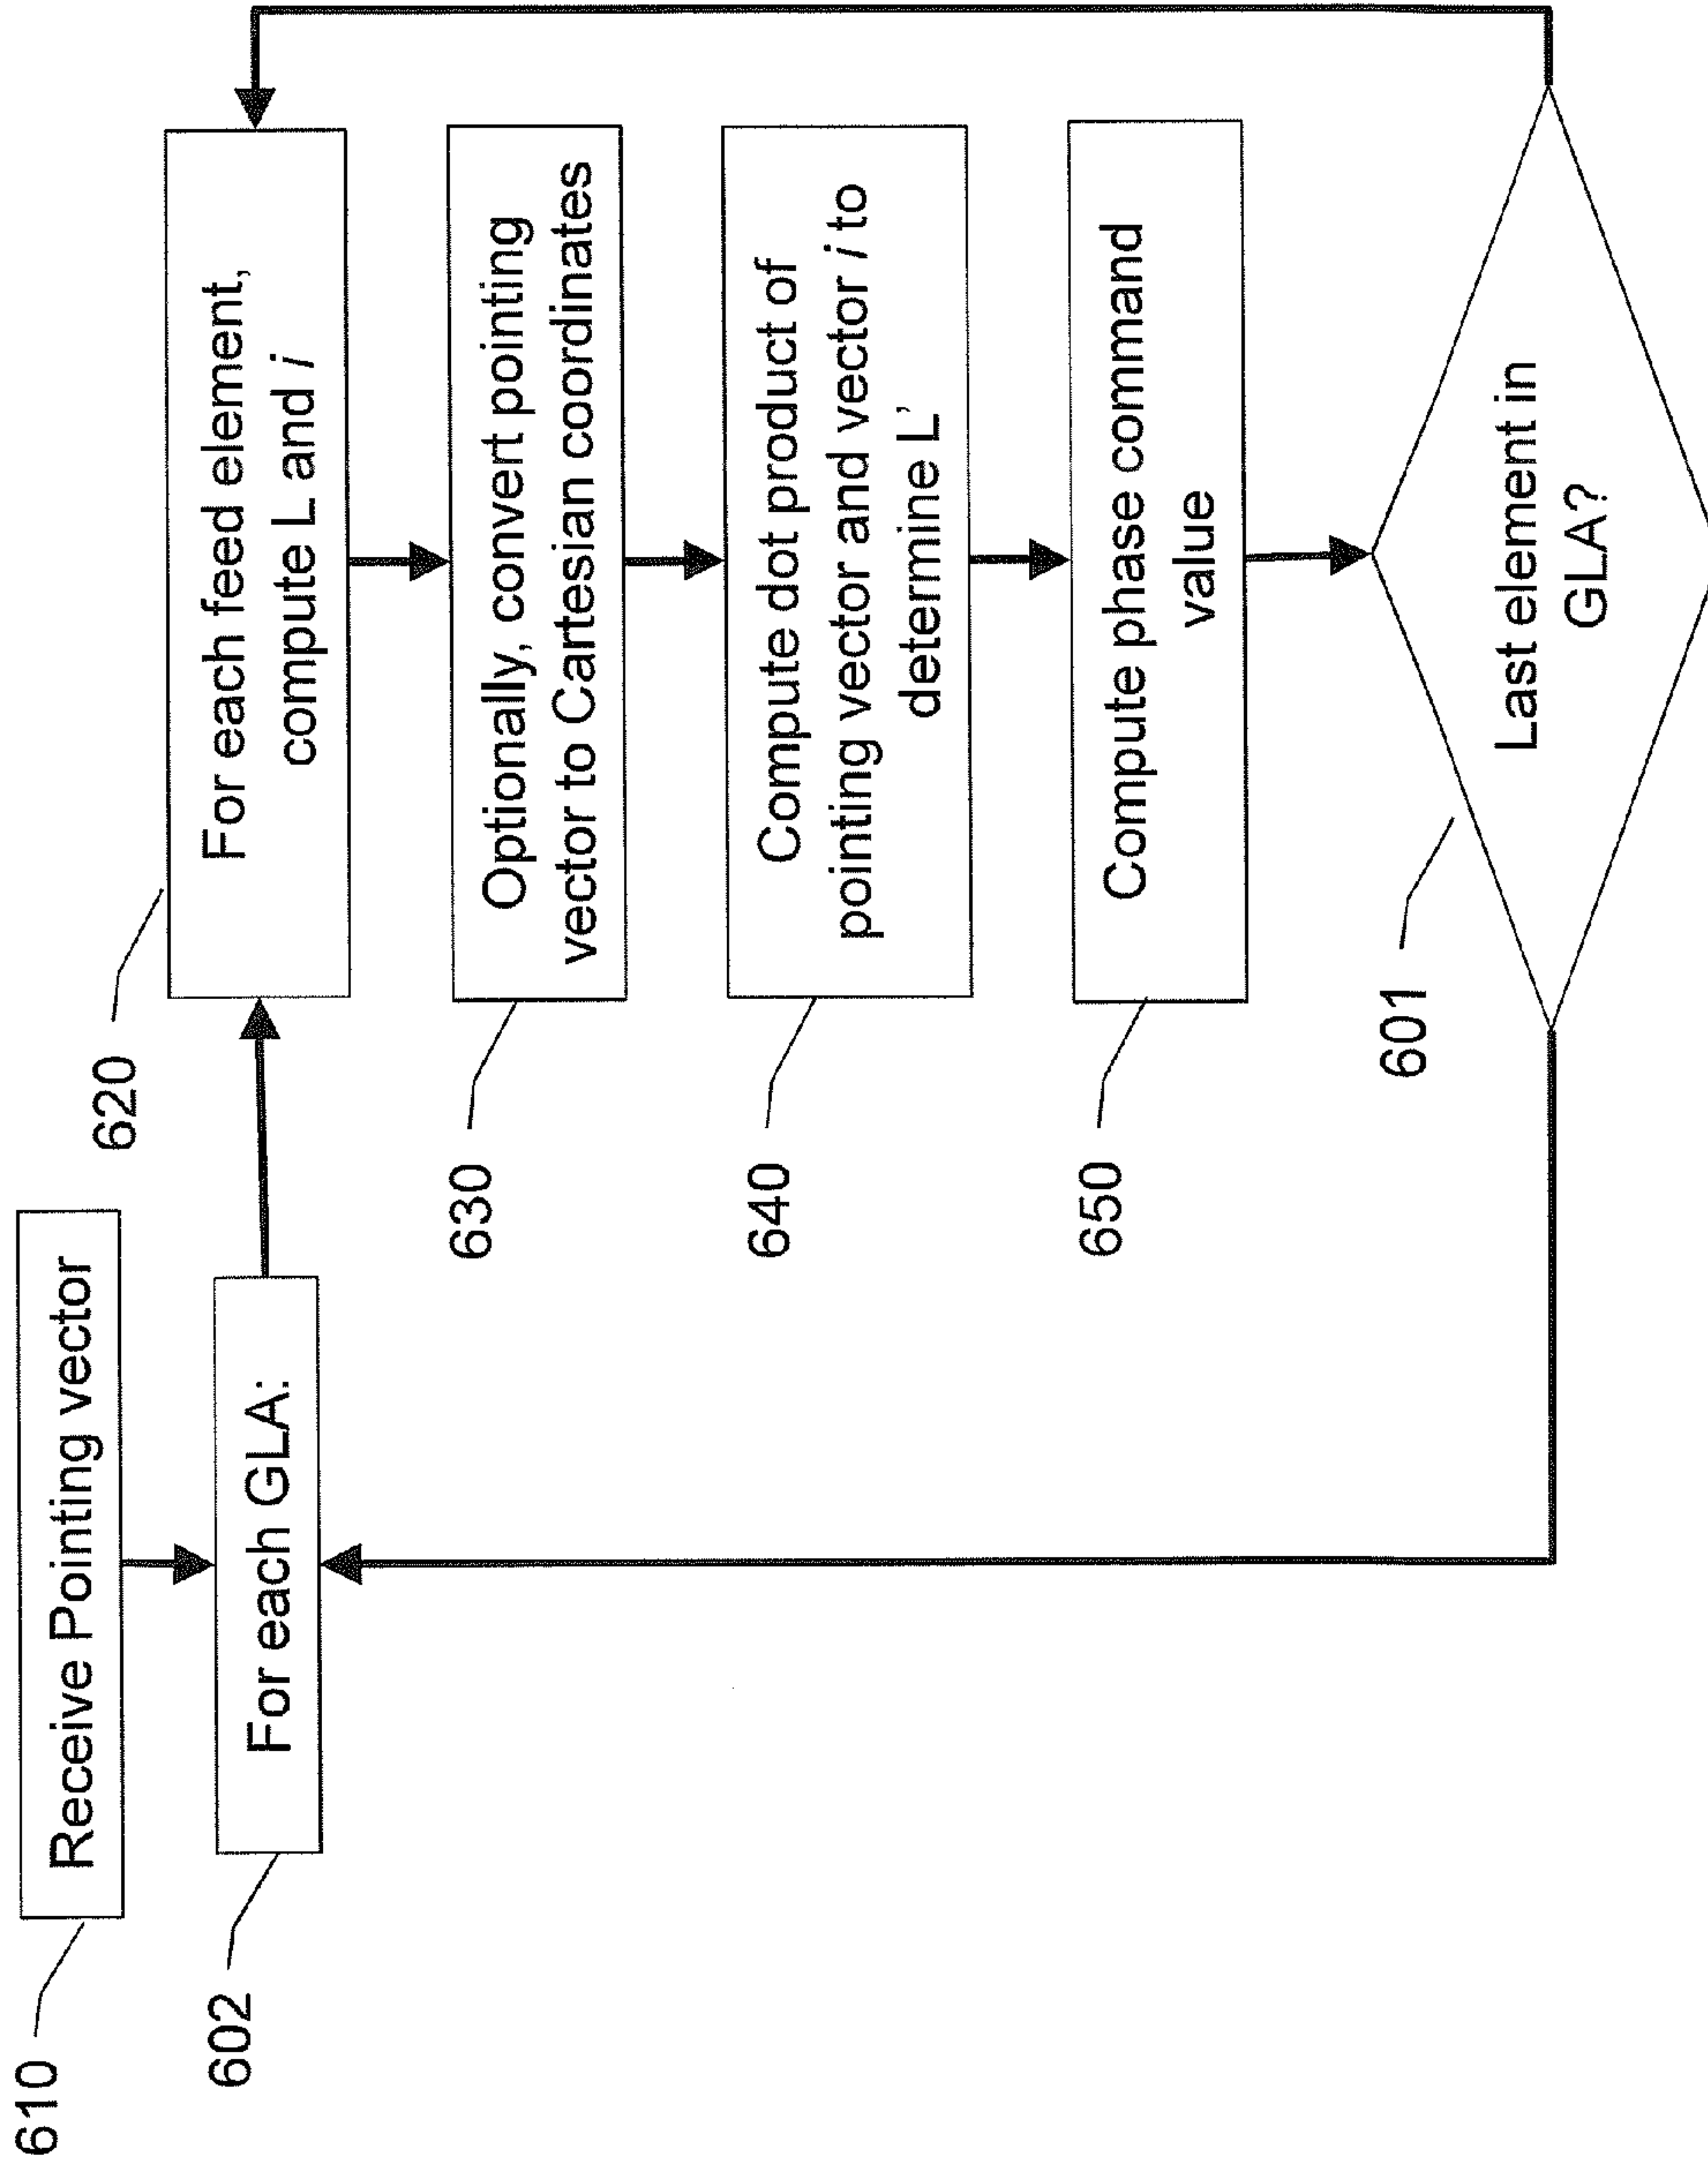 610
Receive Pointing vector
602
For each GLA:
620
For each feed element,
compute L and i
630
Optionally, convert pointing
vector to Cartesian coordinates
640
Compute dot product of
pointing vector and vector i to
determine L'
650
Compute phase command
value
601
Last element in
GLA?